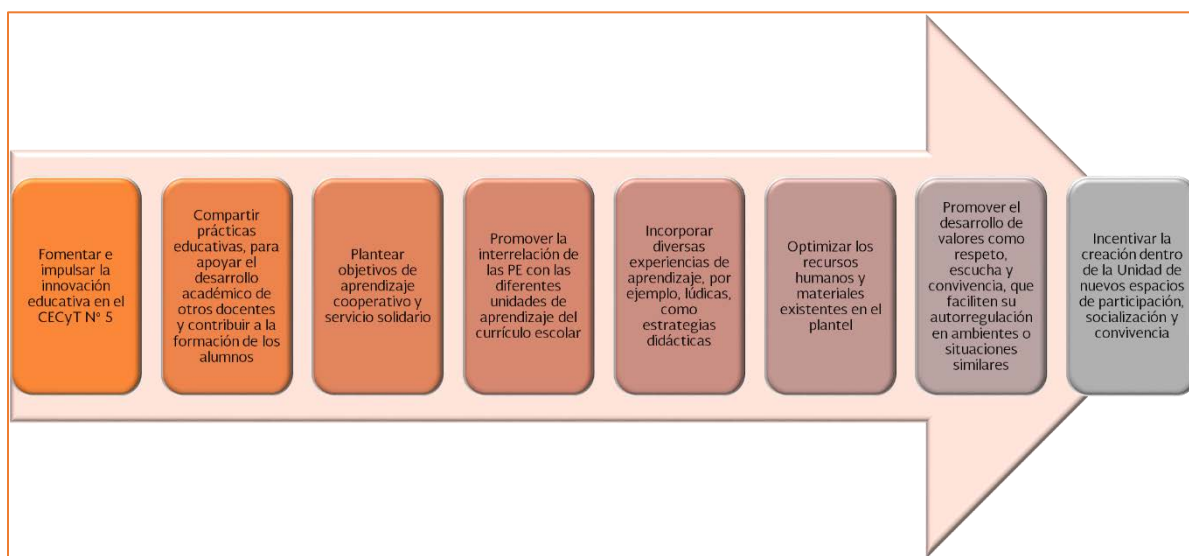 Fomentar e
impulsar la
innovación
educativa en el
CECyT N° 5
Compartir
prácticas
educativas, para
apoyar el
desarrollo
académico de
otros docentes
y contribuir a la
formación de los
alumnos
Plantear
objetivos de
aprendizaje
cooperativo y
servicio solidario
Promover la
interrelación de
las PE con las
diferentes
unidades de
aprendizaje del
currículo escolar
Incorporar
diversas
experiencias de
aprendizaje, por
ejemplo, lúdicas,
como
estrategias
didácticas
Optimizar los
recursos
humanos y
materiales
existentes en el
plantel
Promover el
desarrollo de
valores como
respeto,
escucha y
convivencia, que
faciliten su
autorregulación
en ambientes o
situaciones
similares
Incentivar la
creación dentro
de la Unidad de
nuevos espacios
de participación,
socialización y
convivencia